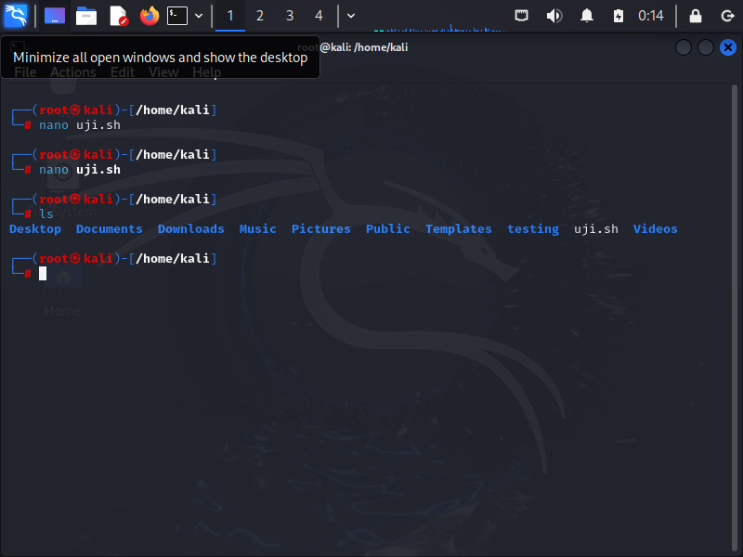 1 2 3 4 0:14
root@kali: /home/kali
Minimize all open windows and show the desktop
File Actions Edit View Help
┌──(root㉿kali)-[/home/kali]
└─# nano uji.sh
┌──(root㉿kali)-[/home/kali]
└─# nano uji.sh
┌──(root㉿kali)-[/home/kali]
└─# ls
Desktop Documents Downloads Music Pictures Public Templates testing uji.sh Videos
┌──(root㉿kali)-[/home/kali]
└─#
Home